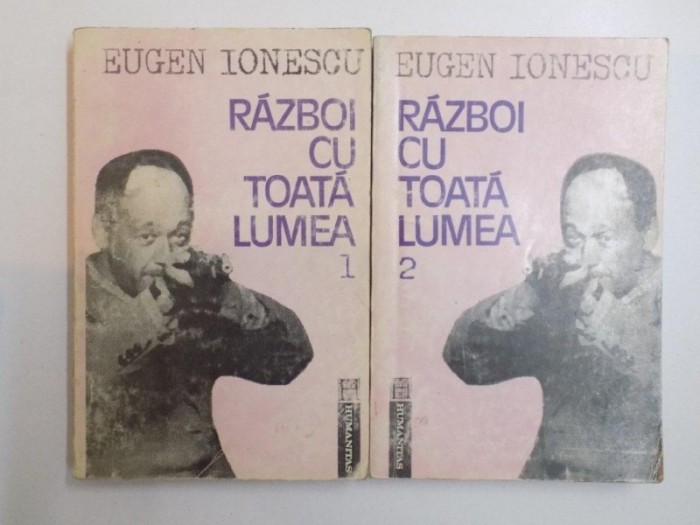 EUGEN IONESCU
RĂZBOI
CU
TOATĂ
LUMEA
1
HUMANITAS
EUGEN IONESCU
RĂZBOI
CU
TOATĂ
LUMEA
2
HUMANITAS